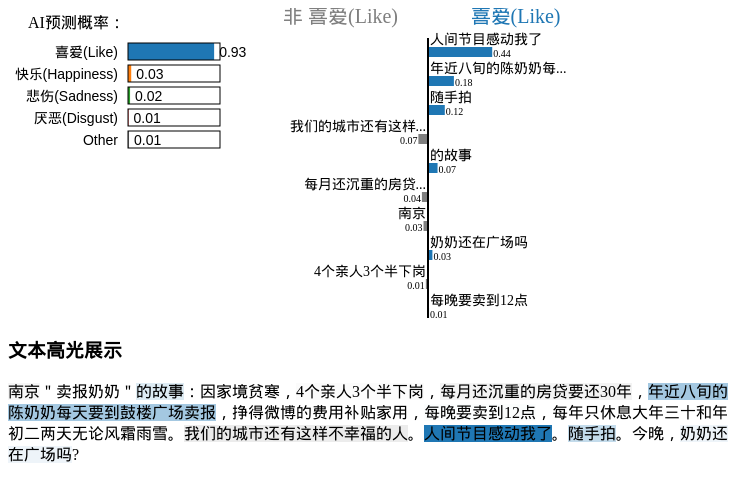 AI预测概率：
喜爱(Like) 0.93
快乐(Happiness) 0.03
悲伤(Sadness) 0.02
厌恶(Disgust) 0.01
Other 0.01
非 喜爱(Like) 喜爱(Like)
人间节目感动我了
0.44
年近八旬的陈奶奶每...
0.18
随手拍
0.12
我们的城市还有这样...
0.07
的故事
0.07
每月还沉重的房贷...
0.04
南京
0.03
奶奶还在广场吗
0.03
4个亲人3个半下岗
0.01
每晚要卖到12点
0.01
文本高光展示
南京＂卖报奶奶＂的故事：因家境贫寒，4个亲人3个半下岗，每月还沉重的房贷要还30年，年近八旬的
陈奶奶每天要到鼓楼广场卖报，挣得微博的费用补贴家用，每晚要卖到12点，每年只休息大年三十和年
初二两天无论风霜雨雪。我们的城市还有这样不幸福的人。人间节目感动我了。随手拍。今晚，奶奶还
在广场吗?